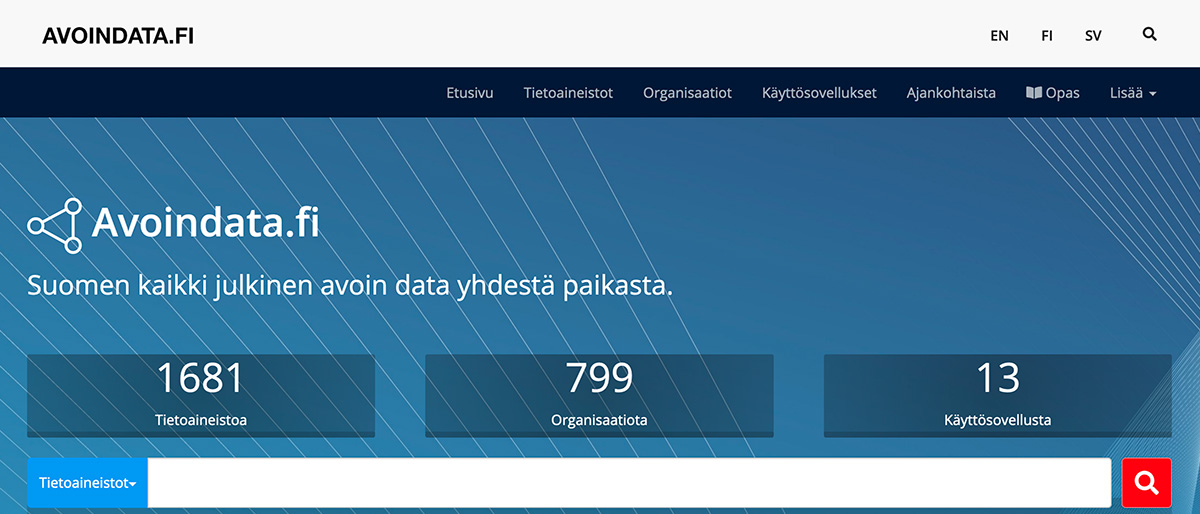 AVOINDATA.FI EN FI SV
Etusivu Tietoaineistot Organisaatiot Käyttösovellukset Ajankohtaista Opas Lisää
Avoindata.fi
Suomen kaikki julkinen avoin data yhdestä paikasta.
1681 799 13
Tietoaineistoa Organisaatiota Käyttösovellusta
Tietoaineistot